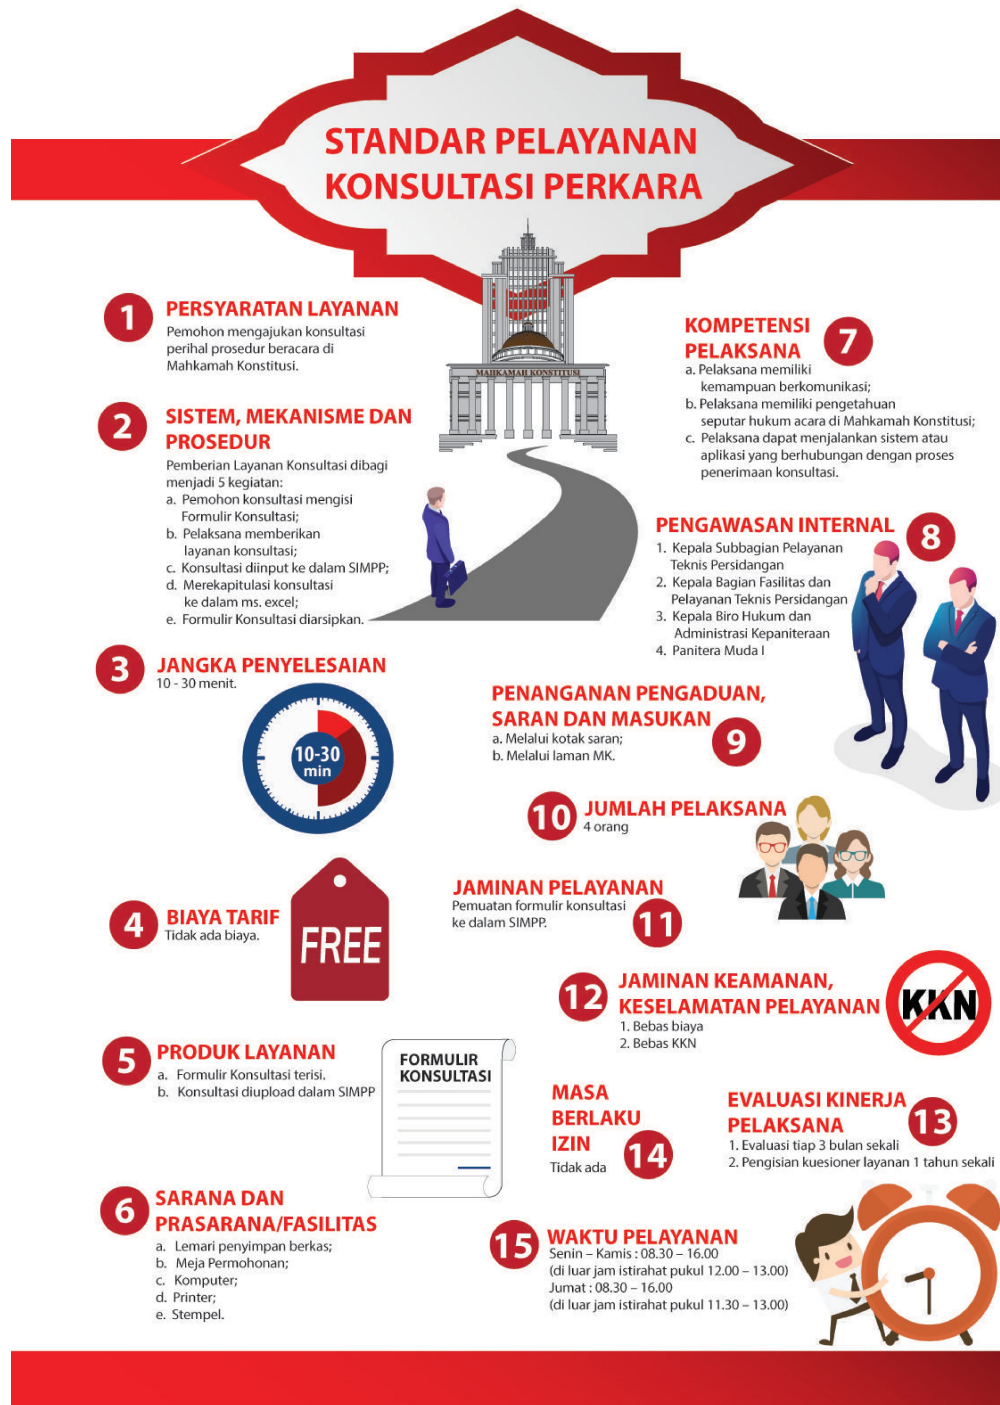 STANDAR PELAYANAN
KONSULTASI PERKARA
MAHKAMAH KONSTITUSI
1
PERSYARATAN LAYANAN
Pemohon mengajukan konsultasi
perihal prosedur beracara di
Mahkamah Konstitusi.
2
SISTEM, MEKANISME DAN
PROSEDUR
Pemberian Layanan Konsultasi dibagi
menjadi 5 kegiatan:
a. Pemohon konsultasi mengisi
Formulir Konsultasi;
b. Pelaksana memberikan
layanan konsultasi;
c. Konsultasi diinput ke dalam SIMPP;
d. Merekapitulasi konsultasi
ke dalam ms. excel;
e. Formulir Konsultasi diarsipkan.
3
JANGKA PENYELESAIAN
10 - 30 menit.
10-30
min
4
BIAYA TARIF
Tidak ada biaya.
FREE
5
PRODUK LAYANAN
a. Formulir Konsultasi terisi.
b. Konsultasi diupload dalam SIMPP
FORMULIR
KONSULTASI
6
SARANA DAN
PRASARANA/FASILITAS
a. Lemari penyimpan berkas;
b. Meja Permohonan;
c. Komputer;
d. Printer;
e. Stempel.
KOMPETENSI
PELAKSANA
7
a. Pelaksana memiliki
kemampuan berkomunikasi;
b. Pelaksana memiliki pengetahuan
seputar hukum acara di Mahkamah Konstitusi;
c. Pelaksana dapat menjalankan sistem atau
aplikasi yang berhubungan dengan proses
penerimaan konsultasi.
PENGAWASAN INTERNAL
8
1. Kepala Subbagian Pelayanan
Teknis Persidangan
2. Kepala Bagian Fasilitas dan
Pelayanan Teknis Persidangan
3. Kepala Biro Hukum dan
Administrasi Kepaniteraan
4. Panitera Muda I
PENANGANAN PENGADUAN,
SARAN DAN MASUKAN
9
a. Melalui kotak saran;
b. Melalui laman MK.
10
JUMLAH PELAKSANA
4 orang
JAMINAN PELAYANAN
11
Pemuatan formulir konsultasi
ke dalam SIMPP.
12
JAMINAN KEAMANAN,
KESELAMATAN PELAYANAN
1. Bebas biaya
2. Bebas KKN
KKN
EVALUASI KINERJA
PELAKSANA
13
1. Evaluasi tiap 3 bulan sekali
2. Pengisian kuesioner layanan 1 tahun sekali
MASA
BERLAKU
IZIN
14
Tidak ada
15
WAKTU PELAYANAN
Senin – Kamis : 08.30 – 16.00
(di luar jam istirahat pukul 12.00 – 13.00)
Jumat : 08.30 – 16.00
(di luar jam istirahat pukul 11.30 – 13.00)